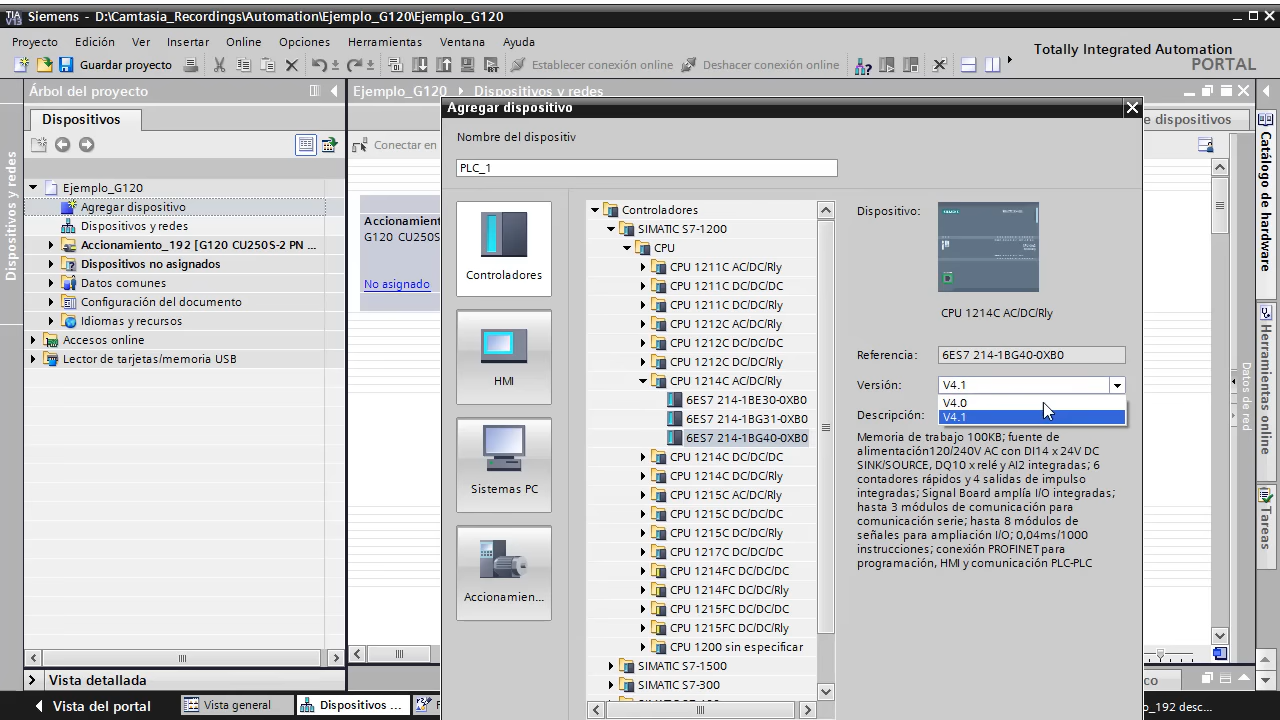 TIA V13 Siemens - D:\Camtasia_Recordings\Automation\Ejemplo_G120\Ejemplo_G120
Proyecto Edición Ver Insertar Online Opciones Herramientas Ventana Ayuda
Guardar proyecto Establecer conexión online Deshacer conexión online
Totally Integrated Automation
PORTAL
Árbol del proyecto
Dispositivos
Dispositivos y redes
Ejemplo_G120
Agregar dispositivo
Dispositivos y redes
Accionamiento_192 [G120 CU250S-2 PN ...
Dispositivos no asignados
Datos comunes
Configuración del documento
Idiomas y recursos
Accesos online
Lector de tarjetas/memoria USB
Vista detallada
Ejemplo_G120 Dispositivos y redes
e dispositivos
Conectar en
Accionamient
G120 CU250S
No asignado
Agregar dispositivo
Nombre del dispositiv
PLC_1
Controladores
HMI
Sistemas PC
Accionamien...
Controladores
SIMATIC S7-1200
CPU
CPU 1211C AC/DC/Rly
CPU 1211C DC/DC/DC
CPU 1211C DC/DC/Rly
CPU 1212C AC/DC/Rly
CPU 1212C DC/DC/DC
CPU 1212C DC/DC/Rly
CPU 1214C AC/DC/Rly
6ES7 214-1BE30-0XB0
6ES7 214-1BG31-0XB0
6ES7 214-1BG40-0XB0
CPU 1214C DC/DC/DC
CPU 1214C DC/DC/Rly
CPU 1215C AC/DC/Rly
CPU 1215C DC/DC/DC
CPU 1215C DC/DC/Rly
CPU 1217C DC/DC/DC
CPU 1214FC DC/DC/DC
CPU 1214FC DC/DC/Rly
CPU 1215FC DC/DC/DC
CPU 1215FC DC/DC/Rly
CPU 1200 sin especificar
SIMATIC S7-1500
SIMATIC S7-300
Dispositivo:
SIEMENS
CPU 1214C AC/DC/Rly
Referencia: 6ES7 214-1BG40-0XB0
Versión: V4.1
V4.0
V4.1
Descripción:
Memoria de trabajo 100KB; fuente de
alimentación120/240V AC con DI14 x 24V DC
SINK/SOURCE, DQ10 x relé y AI2 integradas; 6
contadores rápidos y 4 salidas de impulso
integradas; Signal Board amplía I/O integradas;
hasta 3 módulos de comunicación para
comunicación serie; hasta 8 módulos de
señales para ampliación I/O; 0,04ms/1000
instrucciones; conexión PROFINET para
programación, HMI y comunicación PLC-PLC
Datos de red
Catálogo de hardware
Herramientas online
Tareas
co
Vista del portal Vista general Dispositivos ...
_192 desc...